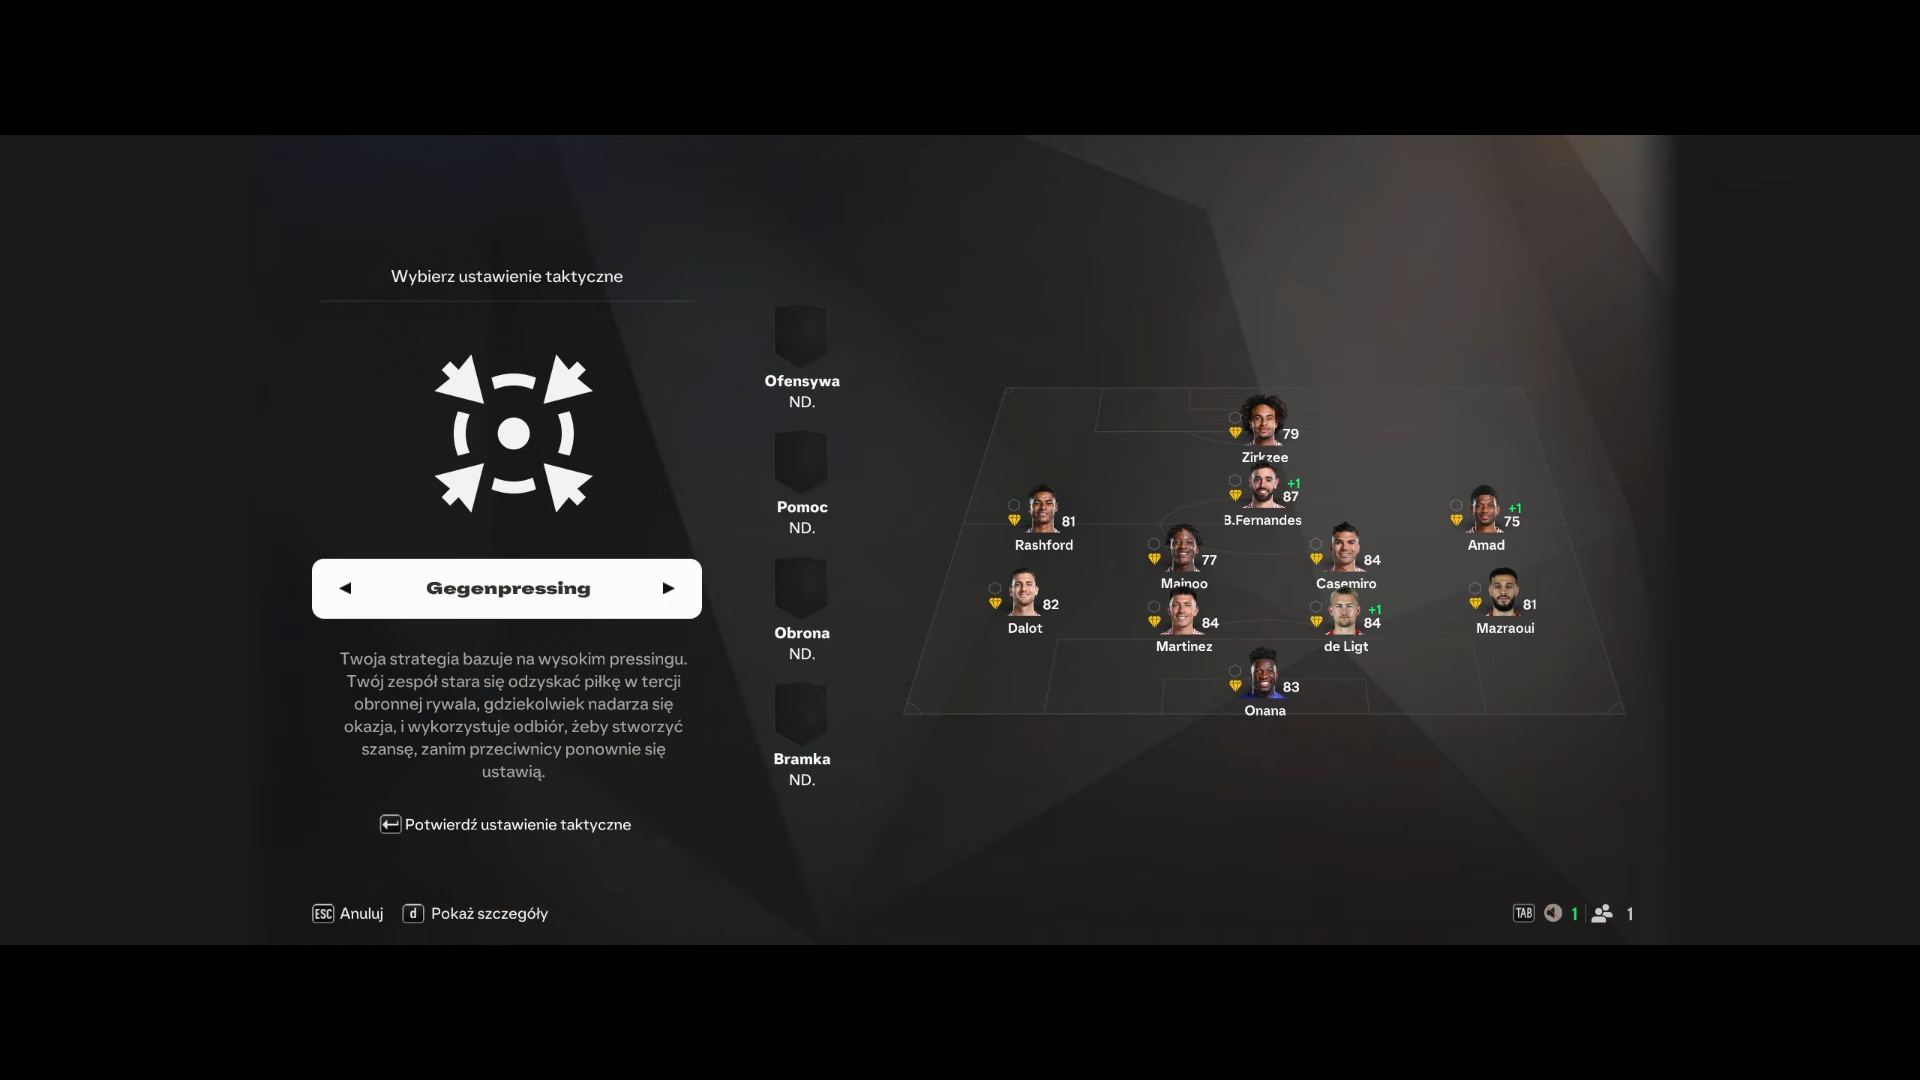 Wybierz ustawienie taktyczne
Gegenpressing
Twoja strategia bazuje na wysokim pressingu.
Twój zespół stara się odzyskać piłkę w tercji
obronnej rywala, gdziekolwiek nadarza się
okazja, i wykorzystuje odbiór, żeby stworzyć
szansę, zanim przeciwnicy ponownie się
ustawią.
Potwierdź ustawienie taktyczne
Ofensywa
ND.
Pomoc
ND.
Obrona
ND.
Bramka
ND.
79
Zirkzee
+1
87
B.Fernandes
81
Rashford
+1
75
Amad
77
Mainoo
84
Casemiro
82
Dalot
84
Martinez
+1
84
de Ligt
81
Mazraoui
83
Onana
ESC Anuluj d Pokaż szczegóły
TAB 1 1